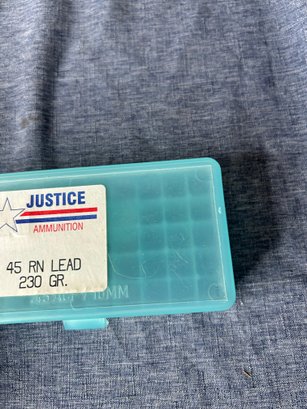 JUSTICE
AMMUNITION
45 RN LEAD
230 GR.